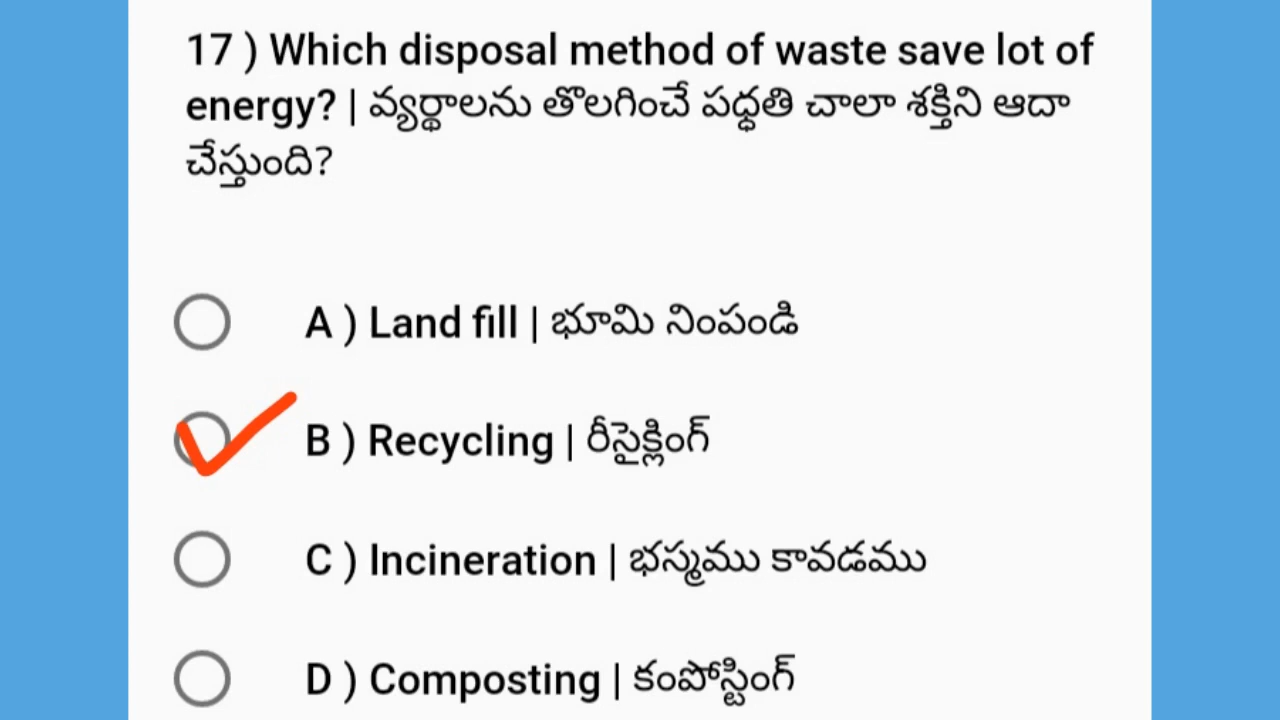 17 ) Which disposal method of waste save lot of
energy? | వ్యర్థాలను తొలగించే పధ్ధతి చాలా శక్తిని ఆదా
చేస్తుంది?
A ) Land fill | భూమి నింపండి
B ) Recycling | రీసైక్లింగ్
C ) Incineration | భస్మము కావడము
D ) Composting | కంపోస్టింగ్